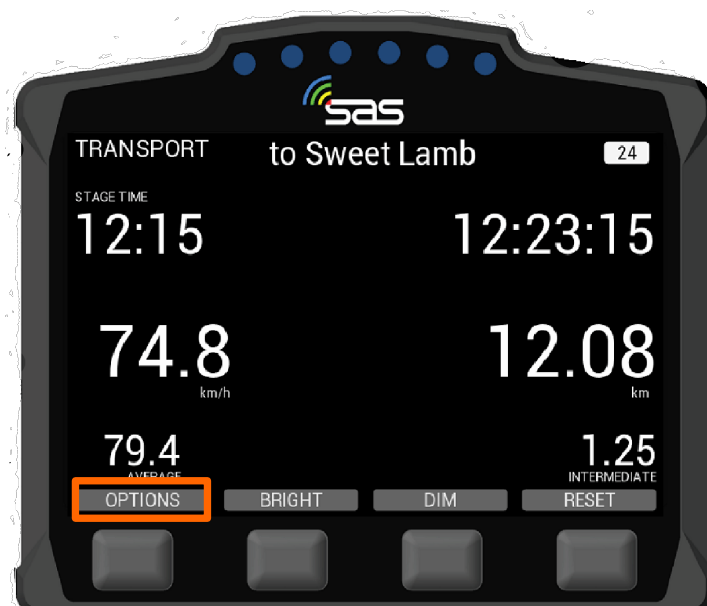 sas
TRANSPORT to Sweet Lamb 24
STAGE TIME
12:15 12:23:15
74.8 12.08
km/h km
79.4 1.25
AVERAGE INTERMEDIATE
OPTIONS BRIGHT DIM RESET